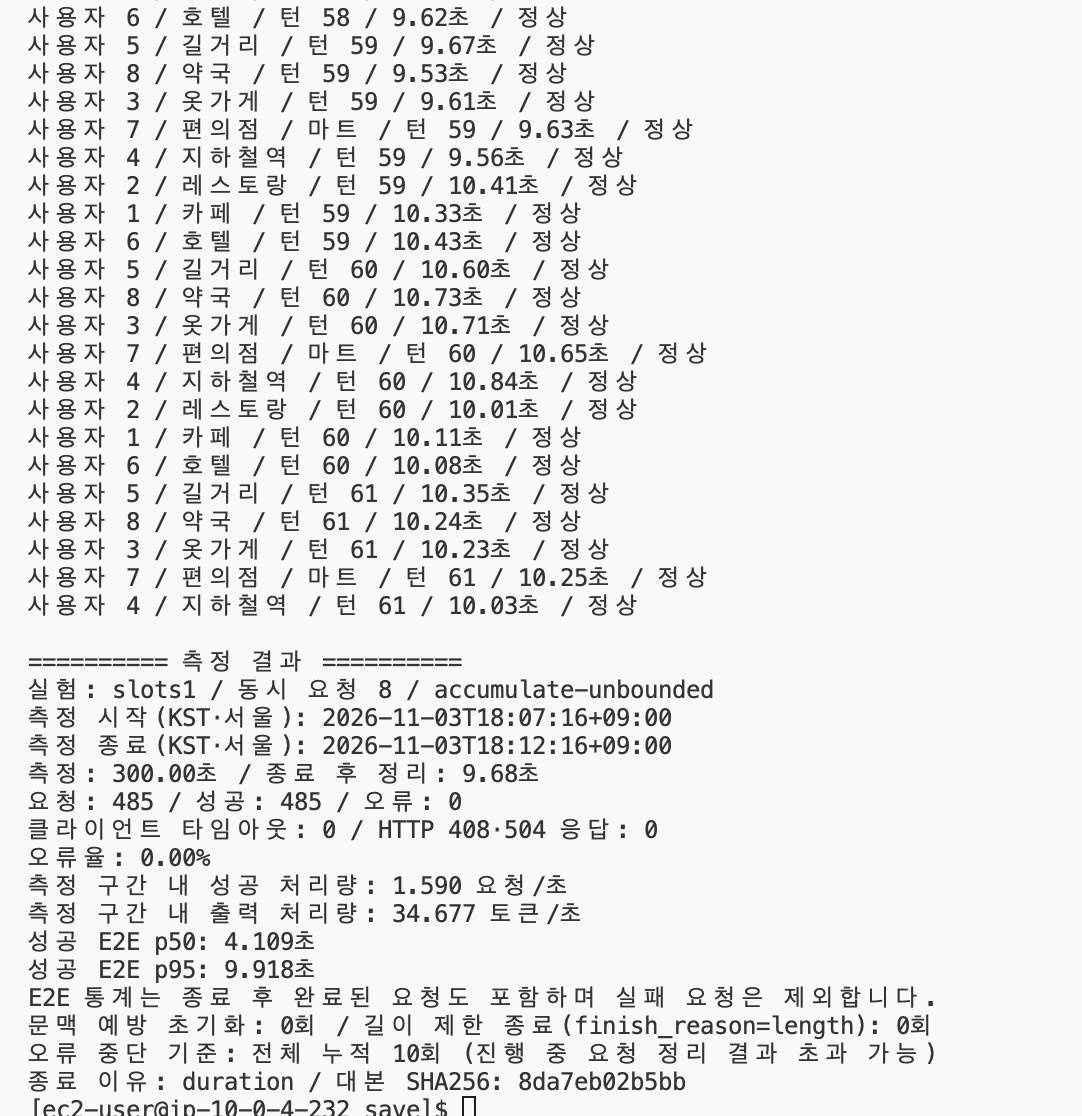 사용자 6 / 호텔 / 턴 58 / 9.62초 / 정상
사용자 5 / 길거리 / 턴 59 / 9.67초 / 정상
사용자 8 / 약국 / 턴 59 / 9.53초 / 정상
사용자 3 / 옷가게 / 턴 59 / 9.61초 / 정상
사용자 7 / 편의점 / 마트 / 턴 59 / 9.63초 / 정상
사용자 4 / 지하철역 / 턴 59 / 9.56초 / 정상
사용자 2 / 레스토랑 / 턴 59 / 10.41초 / 정상
사용자 1 / 카페 / 턴 59 / 10.33초 / 정상
사용자 6 / 호텔 / 턴 59 / 10.43초 / 정상
사용자 5 / 길거리 / 턴 60 / 10.60초 / 정상
사용자 8 / 약국 / 턴 60 / 10.73초 / 정상
사용자 3 / 옷가게 / 턴 60 / 10.71초 / 정상
사용자 7 / 편의점 / 마트 / 턴 60 / 10.65초 / 정상
사용자 4 / 지하철역 / 턴 60 / 10.84초 / 정상
사용자 2 / 레스토랑 / 턴 60 / 10.01초 / 정상
사용자 1 / 카페 / 턴 60 / 10.11초 / 정상
사용자 6 / 호텔 / 턴 60 / 10.08초 / 정상
사용자 5 / 길거리 / 턴 61 / 10.35초 / 정상
사용자 8 / 약국 / 턴 61 / 10.24초 / 정상
사용자 3 / 옷가게 / 턴 61 / 10.23초 / 정상
사용자 7 / 편의점 / 마트 / 턴 61 / 10.25초 / 정상
사용자 4 / 지하철역 / 턴 61 / 10.03초 / 정상
========== 측정 결과 ==========
실험: slots1 / 동시 요청 8 / accumulate-unbounded
측정 시작(KST·서울): 2026-11-03T18:07:16+09:00
측정 종료(KST·서울): 2026-11-03T18:12:16+09:00
측정: 300.00초 / 종료 후 정리: 9.68초
요청: 485 / 성공: 485 / 오류: 0
클라이언트 타임아웃: 0 / HTTP 408·504 응답: 0
오류율: 0.00%
측정 구간 내 성공 처리량: 1.590 요청/초
측정 구간 내 출력 처리량: 34.677 토큰/초
성공 E2E p50: 4.109초
성공 E2E p95: 9.918초
E2E 통계는 종료 후 완료된 요청도 포함하며 실패 요청은 제외합니다.
문맥 예방 초기화: 0회 / 길이 제한 종료(finish_reason=length): 0회
오류 중단 기준: 전체 누적 10회 (진행 중 요청 정리 결과 초과 가능)
종료 이유: duration / 대본 SHA256: 8da7eb02b5bb
[ec2-user@ip-10-0-4-232 save]$